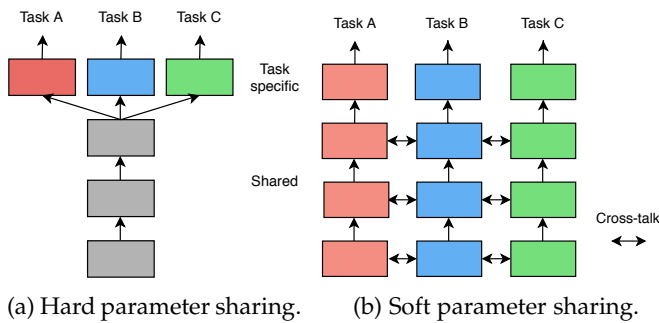 Task A Task B Task C
Task A Task B Task C
Task
specific
Shared
Cross-talk
(a) Hard parameter sharing.
(b) Soft parameter sharing.